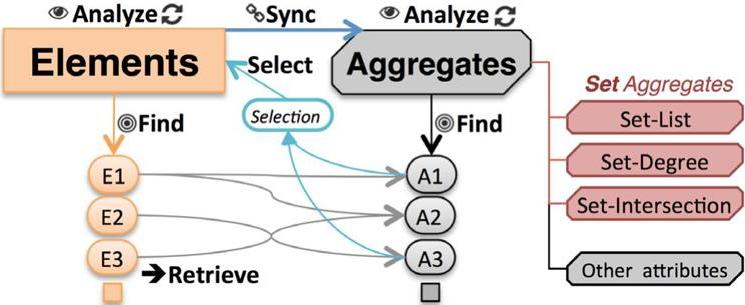 Analyze
Sync
Analyze
Elements
Select
Aggregates
Set Aggregates
Selection
Find
Find
Set-List
Set-Degree
Set-Intersection
Other attributes
E1
A1
E2
A2
E3
A3
Retrieve